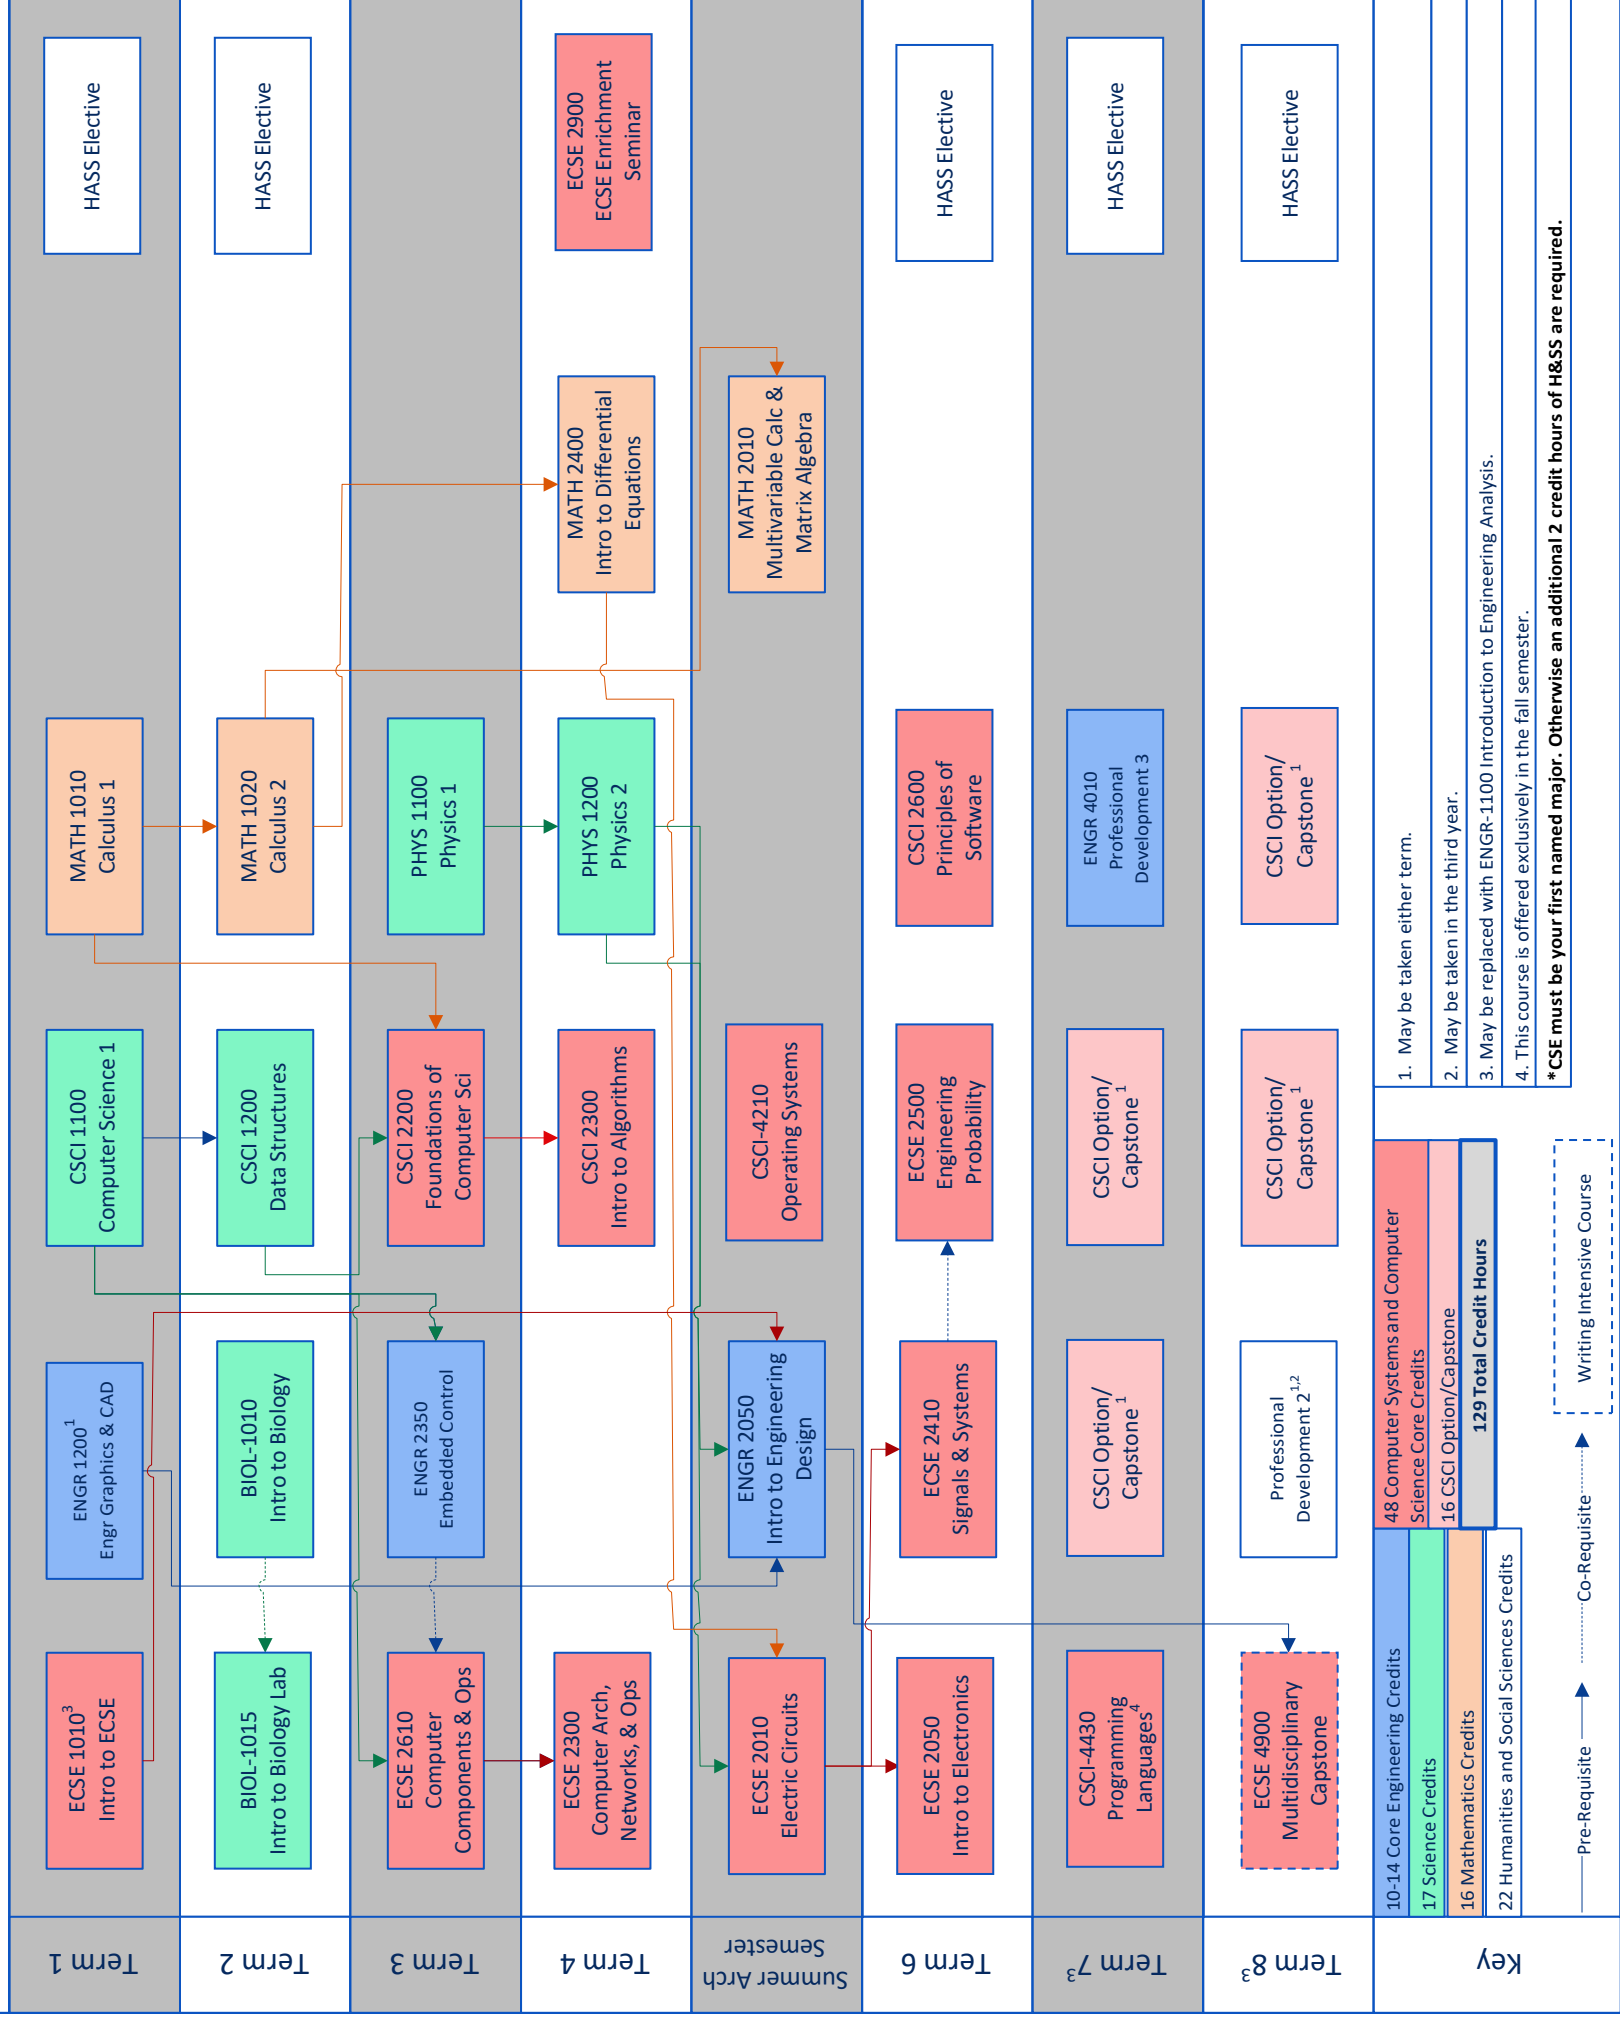 Term 1
ECSE 1010³
Intro to ECSE
ENGR 1200¹
Engr Graphics & CAD
CSCI 1100
Computer Science 1
MATH 1010
Calculus 1
HASS Elective
Term 2
BIOL-1015
Intro to Biology Lab
BIOL-1010
Intro to Biology
CSCI 1200
Data Structures
MATH 1020
Calculus 2
HASS Elective
Term 3
ECSE 2610
Computer
Components & Ops
ENGR 2350
Embedded Control
CSCI 2200
Foundations of
Computer Sci
PHYS 1100
Physics 1
Term 4
ECSE 2300
Computer Arch,
Networks, & Ops
CSCI 2300
Intro to Algorithms
PHYS 1200
Physics 2
MATH 2400
Intro to Differential
Equations
ECSE 2900
ECSE Enrichment
Seminar
Summer Arch
Semester
ECSE 2010
Electric Circuits
ENGR 2050
Intro to Engineering
Design
CSCI-4210
Operating Systems
MATH 2010
Multivariable Calc &
Matrix Algebra
Term 6
ECSE 2050
Intro to Electronics
ECSE 2410
Signals & Systems
ECSE 2500
Engineering
Probability
CSCI 2600
Principles of
Software
HASS Elective
Term 7³
CSCI-4430
Programming
Languages⁴
CSCI Option/
Capstone ¹
CSCI Option/
Capstone ¹
ENGR 4010
Professional
Development 3
HASS Elective
Term 8³
ECSE 4900
Multidisciplinary
Capstone
Professional
Development 2¹,²
CSCI Option/
Capstone ¹
CSCI Option/
Capstone ¹
HASS Elective
Key
10-14 Core Engineering Credits
17 Science Credits
16 Mathematics Credits
22 Humanities and Social Sciences Credits
48 Computer Systems and Computer
Science Core Credits
16 CSCI Option/Capstone
129 Total Credit Hours
Pre-Requisite
Co-Requisite
Writing Intensive Course
1. May be taken either term.
2. May be taken in the third year.
3. May be replaced with ENGR-1100 Introduction to Engineering Analysis.
4. This course is offered exclusively in the fall semester.
*CSE must be your first named major. Otherwise an additional 2 credit hours of H&SS are required.